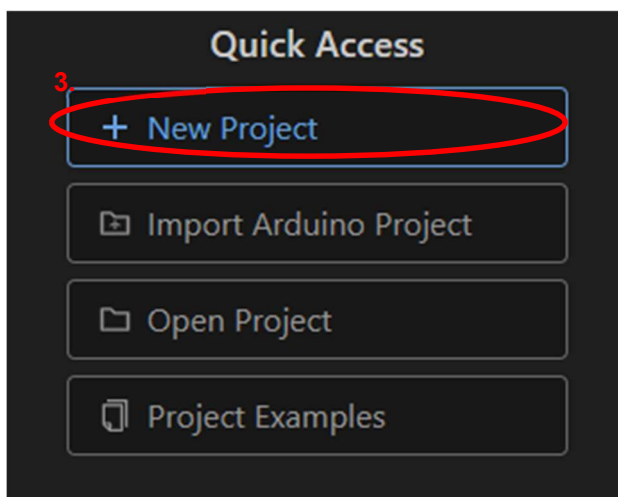 Quick Access
3.
+ New Project
Import Arduino Project
Open Project
Project Examples